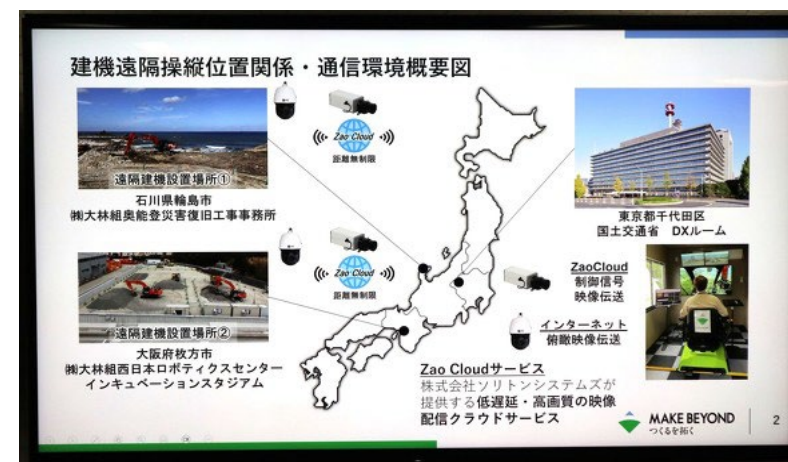 建機遠隔操縦位置関係・通信環境概要図
Zao Cloud
距離無制限
遠隔建機設置場所①
石川県輪島市
㈱大林組奥能登災害復旧工事事務所
Zao Cloud
距離無制限
遠隔建機設置場所②
大阪府枚方市
㈱大林組西日本ロボティクスセンター
インキュベーションスタジアム
東京都千代田区
国土交通省 DXルーム
ZaoCloud
制御信号
映像伝送
インターネット
俯瞰映像伝送
Zao Cloudサービス
株式会社ソリトンシステムズが
提供する低遅延・高画質の映像
配信クラウドサービス
MAKE BEYOND
つくるを拓く
2